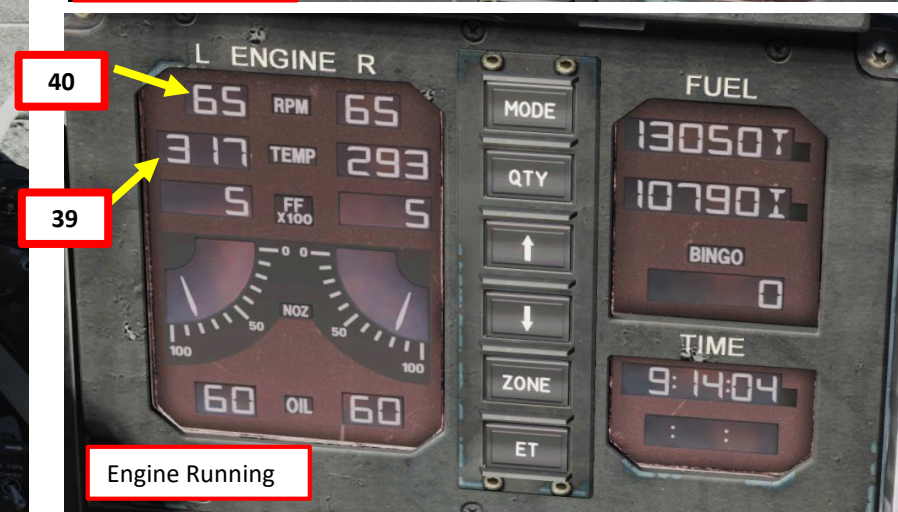 40
39
L ENGINE R
65 RPM 65
317 TEMP 293
5 FF X100 5
0 0
50 NOZ 50
100 100
60 OIL 60
Engine Running
MODE
QTY
↑
↓
ZONE
ET
FUEL
13050T
10790I
BINGO
0
TIME
9:14:04
: :